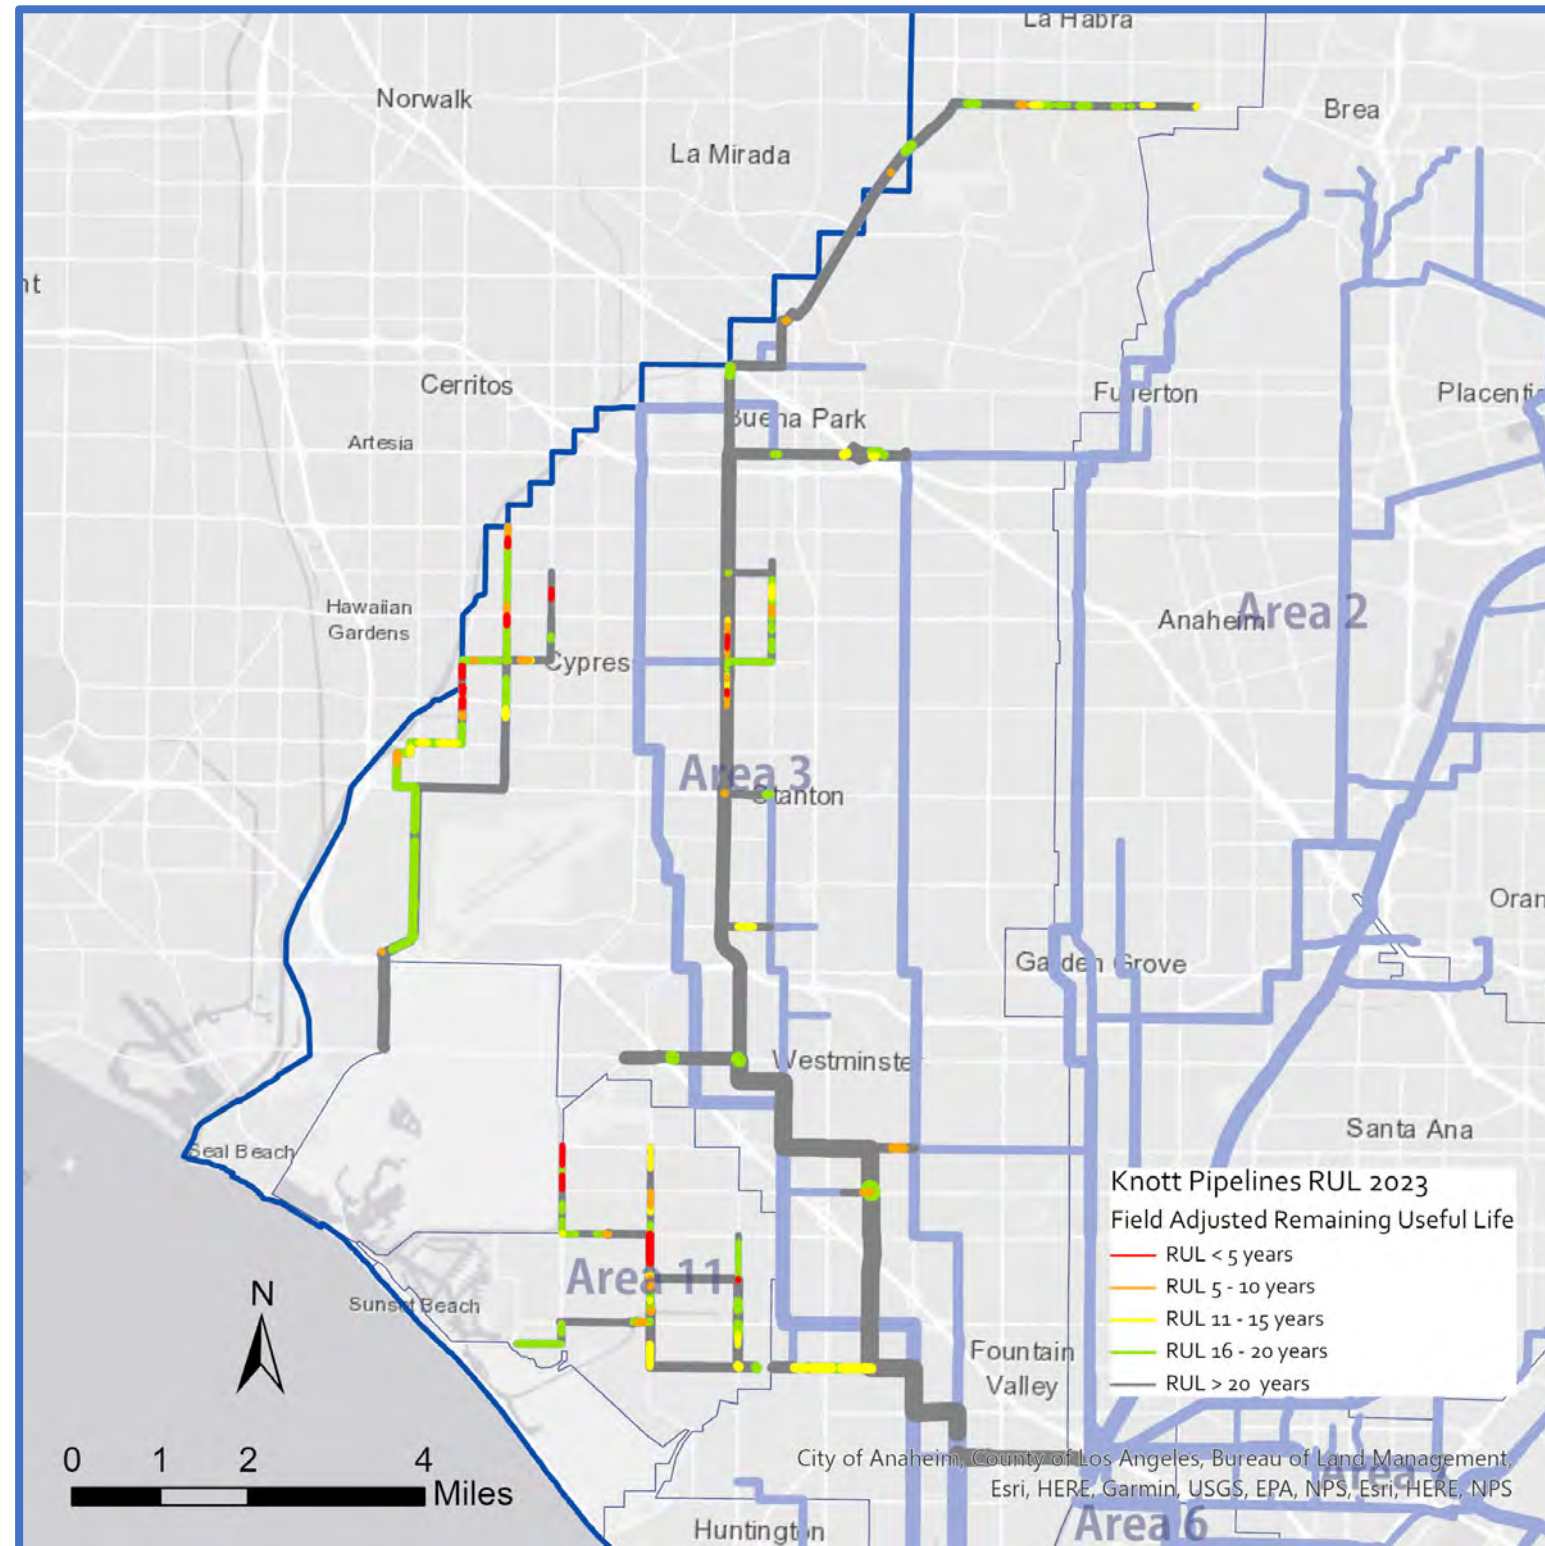 La Habra
Norwalk
Brea
La Mirada
nt
Cerritos
Fullerton
Placentia
Buena Park
Artesia
Hawaiian
Gardens
Anaheim
Area 2
Cypres
Area 3
Stanton
Oran
Garden Grove
Westminster
Santa Ana
Seal Beach
Knott Pipelines RUL 2023
Field Adjusted Remaining Useful Life
RUL < 5 years
RUL 5 - 10 years
RUL 11 - 15 years
RUL 16 - 20 years
RUL > 20 years
Area 11
N
Sunset Beach
Fountain
Valley
0 1 2 4
Miles
City of Anaheim, County of Los Angeles, Bureau of Land Management,
Esri, HERE, Garmin, USGS, EPA, NPS, Esri, HERE, NPS
Area 6
Huntington